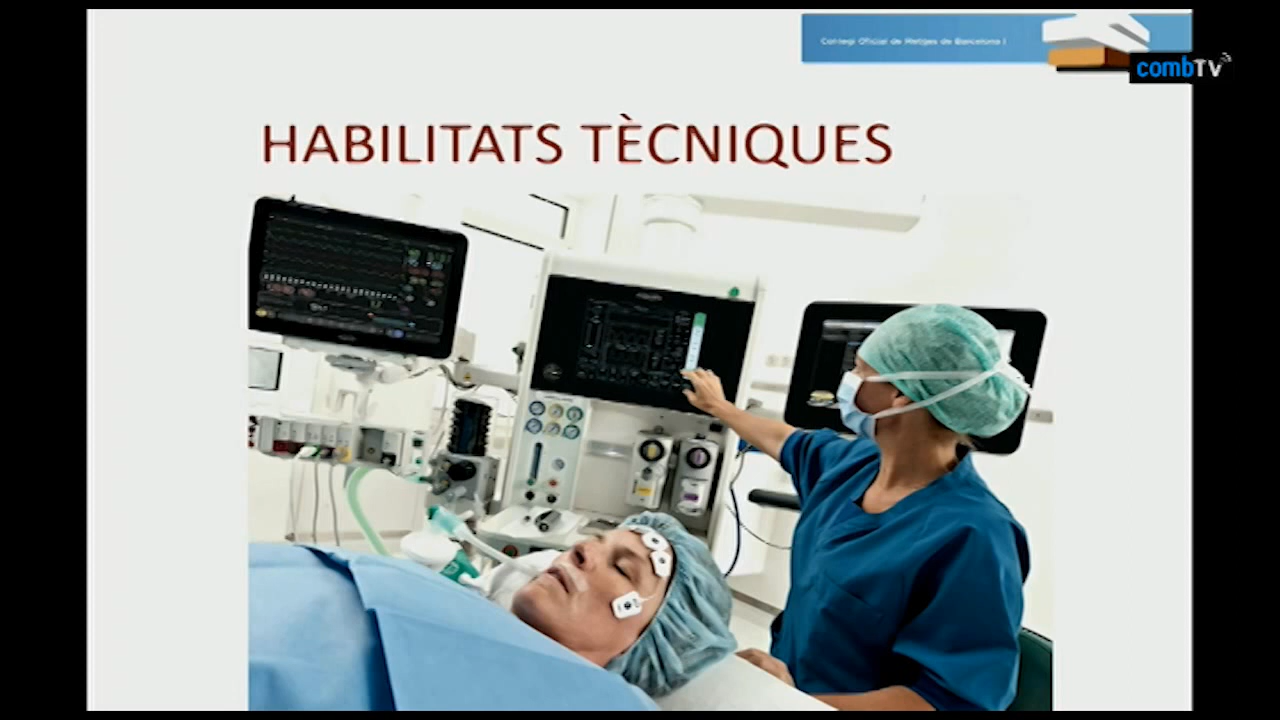 Col·legi Oficial de Metges de Barcelona
combTV
HABILITATS TÈCNIQUES